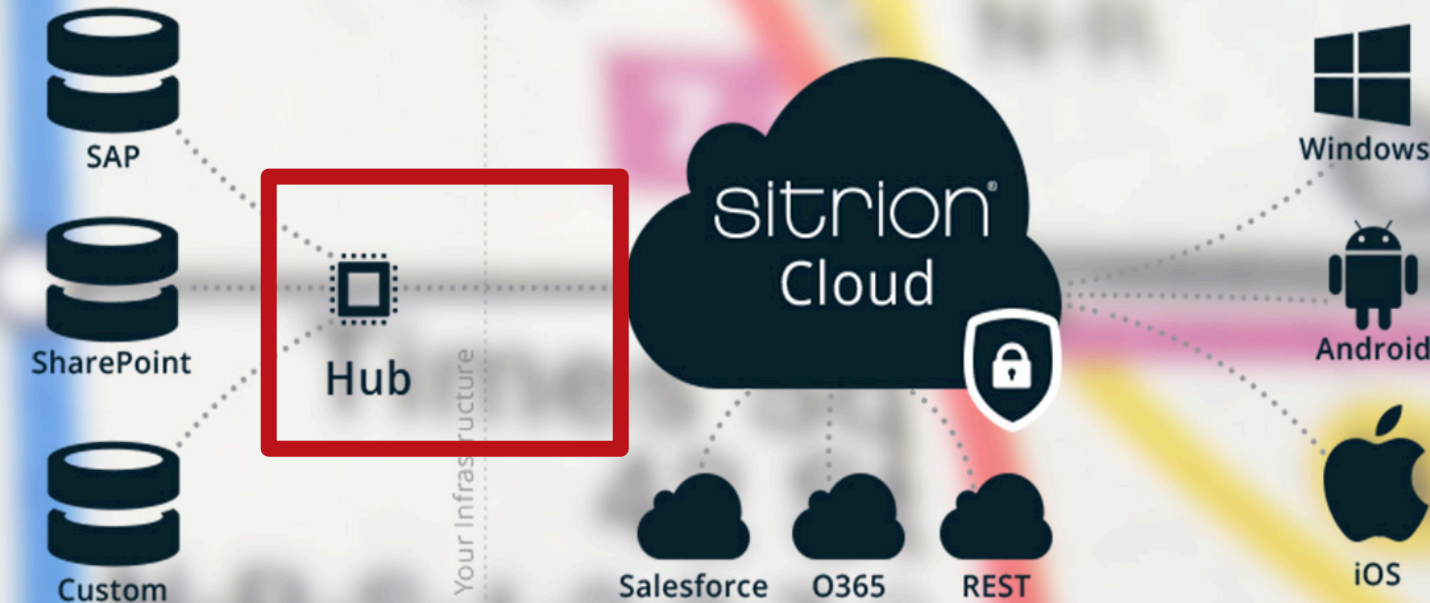 SAP
SharePoint
Custom
Hub
Your Infrastructure
sitrion®
Cloud
Salesforce
O365
REST
Windows
Android
iOS